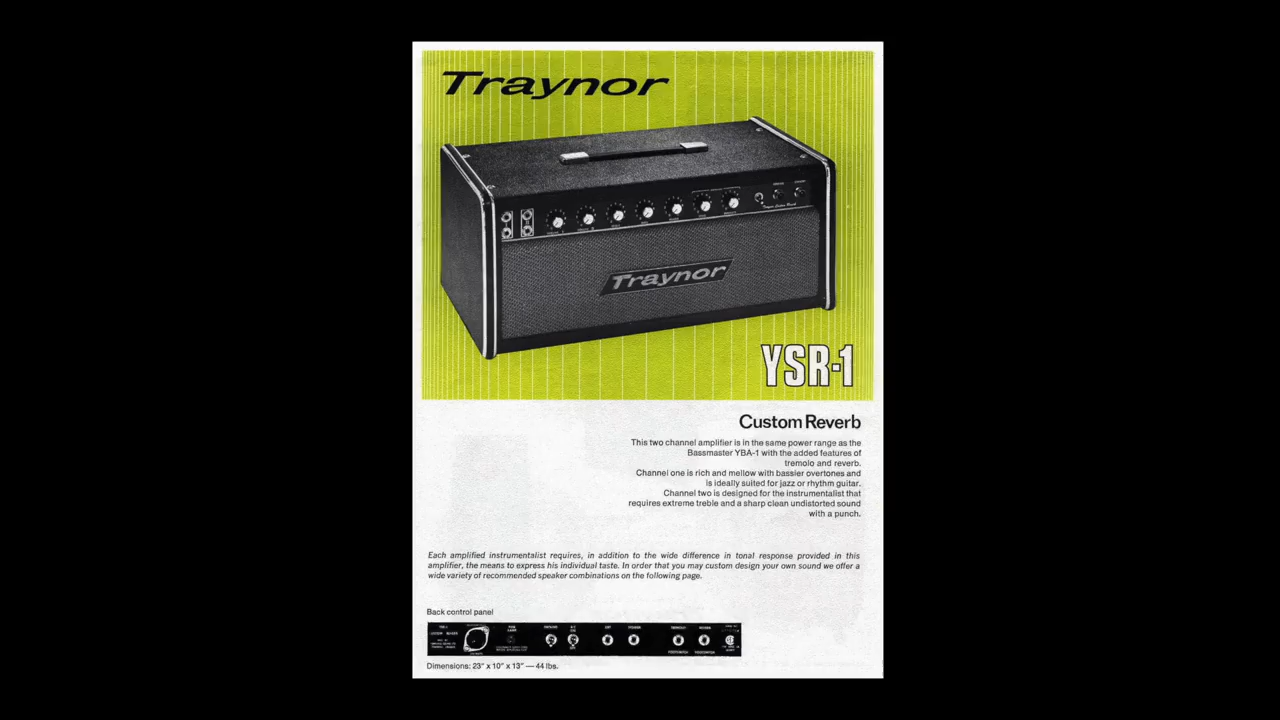 Traynor
Traynor
YSR-1
Custom Reverb
This two channel amplifier is in the same power range as the
Bassmaster YBA-1 with the added features of
tremolo and reverb.
Channel one is rich and mellow with bassier overtones and
is ideally suited for jazz or rhythm guitar.
Channel two is designed for the instrumentalist that
requires extreme treble and a sharp clean undistorted sound
with a punch.
Each amplified instrumentalist requires, in addition to the wide difference in tonal response provided in this
amplifier, the means to express his individual taste. In order that you may custom design your own sound we offer a
wide variety of recommended speaker combinations on the following page.
Back control panel
Dimensions: 23" x 10" x 13" — 44 lbs.